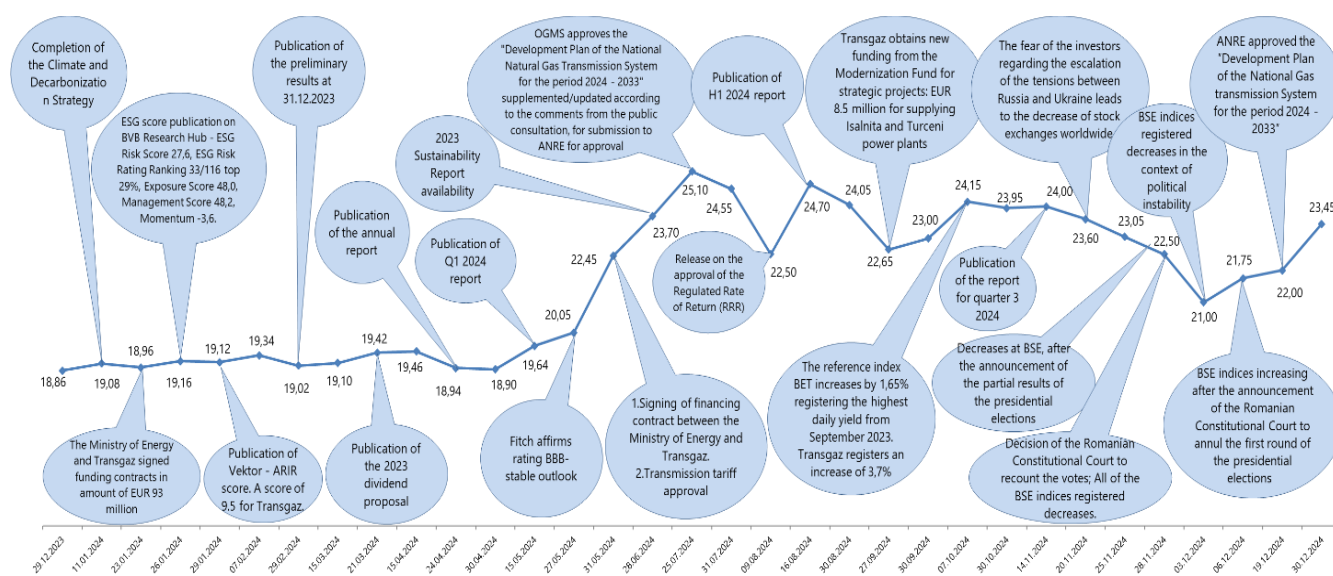 Completion of
the Climate and
Decarbonizatio
n Strategy
ESG score publication on
BVB Research Hub - ESG
Risk Score 27,6, ESG Risk
Rating Ranking 33/116 top
29%, Exposure Score 48,0,
Management Score 48,2,
Momentum -3,6.
Publication of
the preliminary
results at
31.12.2023
Publication
of the annual
report
Publication of
Q1 2024
report
2023
Sustainability
Report
availability
OGMS approves the
"Development Plan of the National
Natural Gas Transmission System
for the period 2024 - 2033"
supplemented/updated according
to the comments from the public
consultation, for submission to
ANRE for approval
Publication of
H1 2024 report
Transgaz obtains new
funding from the
Modernization Fund for
strategic projects: EUR
8.5 million for supplying
Isalnita and Turceni
power plants
The fear of the investors
regarding the escalation
of the tensions between
Russia and Ukraine leads
to the decrease of stock
exchanges worldwide
BSE indices
registered
decreases in the
context of
political
instability
ANRE approved the
"Development Plan
of the National Gas
transmission System
for the period 2024 -
2033"
18,86
19,08
18,96
19,16
19,12
19,34
19,02
19,10
19,42
19,46
18,94
18,90
19,64
20,05
22,45
23,70
25,10
24,55
22,50
24,70
24,05
22,65
23,00
24,15
23,95
24,00
23,60
23,05
22,50
21,00
21,75
22,00
23,45
The Ministry of Energy
and Transgaz signed
funding contracts in
amount of EUR 93
million
Publication of
Vektor - ARIR
score. A score of
9.5 for Transgaz.
Publication of
the 2023
dividend
proposal
Fitch affirms
rating BBB-
stable outlook
1.Signing of financing
contract between the
Ministry of Energy and
Transgaz.
2.Transmission tariff
approval
Release on the
approval of the
Regulated Rate
of Return (RRR)
The reference index
BET increases by 1,65%
registering the highest
daily yield from
September 2023.
Transgaz registers an
increase of 3,7%
Publication
of the report
for quarter 3
2024
Decreases at BSE, after
the announcement of
the partial results of
the presidential
elections
Decision of the Romanian
Constitutional Court to
recount the votes; All of the
BSE indices registered
decreases.
BSE indices increasing
after the announcement
of the Romanian
Constitutional Court to
annul the first round of
the presidential
elections
29.12.2023
11.01.2024
23.01.2024
26.01.2024
29.01.2024
07.02.2024
29.02.2024
15.03.2024
21.03.2024
15.04.2024
24.04.2024
30.04.2024
15.05.2024
27.05.2024
31.05.2024
28.06.2024
25.07.2024
31.07.2024
09.08.2024
16.08.2024
30.08.2024
27.09.2024
30.09.2024
07.10.2024
30.10.2024
14.11.2024
20.11.2024
25.11.2024
28.11.2024
03.12.2024
06.12.2024
19.12.2024
30.12.2024